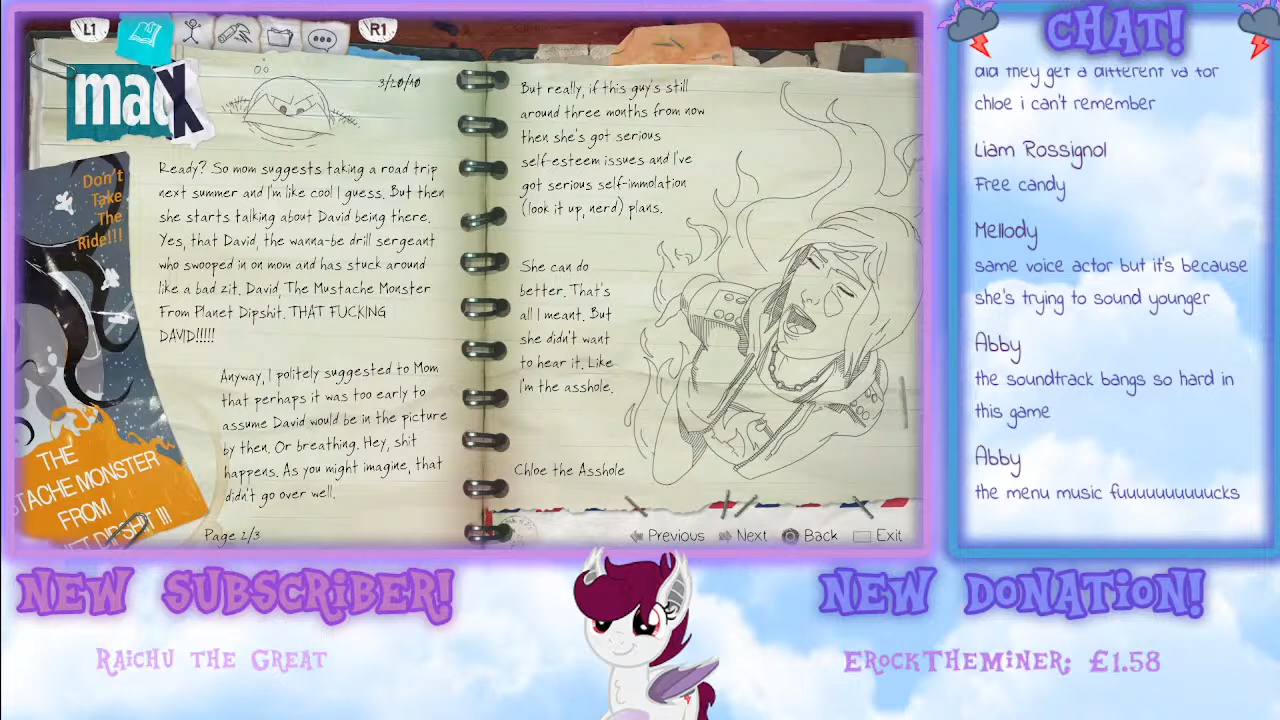 L1
R1
max
3/20/10
Don't
Take
The
Ride!!!
THE
STACHE MONSTER
FROM
NET DIPSHIT !!!
Ready? So mom suggests taking a road trip
next summer and I'm like cool I guess. But then
she starts talking about David being there.
Yes, that David, the wanna-be drill sergeant
who swooped in on mom and has stuck around
like a bad zit. David, The Mustache Monster
From Planet Dipshit. THAT FUCKING
DAVID!!!!!
Anyway, I politely suggested to Mom
that perhaps it was too early to
assume David would be in the picture
by then. Or breathing. Hey, shit
happens. As you might imagine, that
didn't go over well.
Page 2/3
But really, if this guy's still
around three months from now
then she's got serious
self-esteem issues and I've
got serious self-immolation
(look it up, nerd) plans.
She can do
better. That's
all I meant. But
she didn't want
to hear it. Like
I'm the asshole.
Chloe the Asshole
Previous
Next
Back
Exit
CHAT!
did they get a different va for
chloe i can't remember
Liam Rossignol
Free candy
Mellody
same voice actor but it's because
she's trying to sound younger
Abby
the soundtrack bangs so hard in
this game
Abby
the menu music fuuuuuuuuuucks
NEW SUBSCRIBER!
Raichu the Great
NEW DONATION!
ErockTheMiner: £1.58